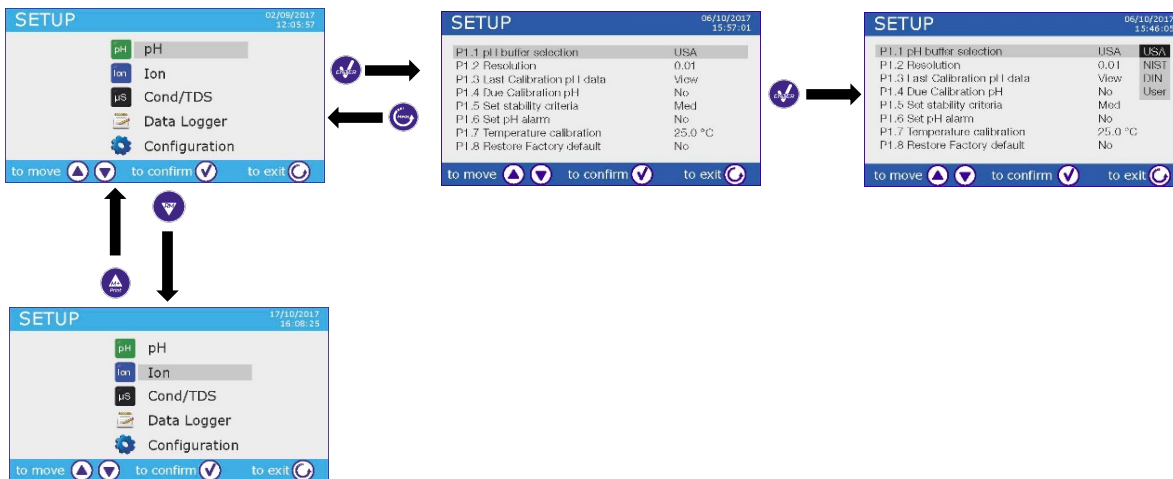 SETUP 02/09/2017
12:05:57
pH pH
Ion Ion
µS Cond/TDS
Data Logger
Configuration
to move to confirm to exit
ENTER
SETUP 06/10/2017
15:57:01
P1.1 pH buffer selection USA
P1.2 Resolution 0.01
P1.3 Last Calibration pH data View
P1.4 Due Calibration pH No
P1.5 Set stability criteria Med
P1.6 Set pH alarm No
P1.7 Temperature calibration 25.0 °C
P1.8 Restore Factory default No
to move to confirm to exit
ENTER
SETUP 06/10/2017
15:46:05
P1.1 pH buffer selection USA USA
P1.2 Resolution 0.01 NIST
P1.3 Last Calibration pH data View DIN
P1.4 Due Calibration pH No User
P1.5 Set stability criteria Med
P1.6 Set pH alarm No
P1.7 Temperature calibration 25.0 °C
P1.8 Restore Factory default No
to move to confirm to exit
Print
SETUP 17/10/2017
16:08:25
pH pH
Ion Ion
µS Cond/TDS
Data Logger
Configuration
to move to confirm to exit